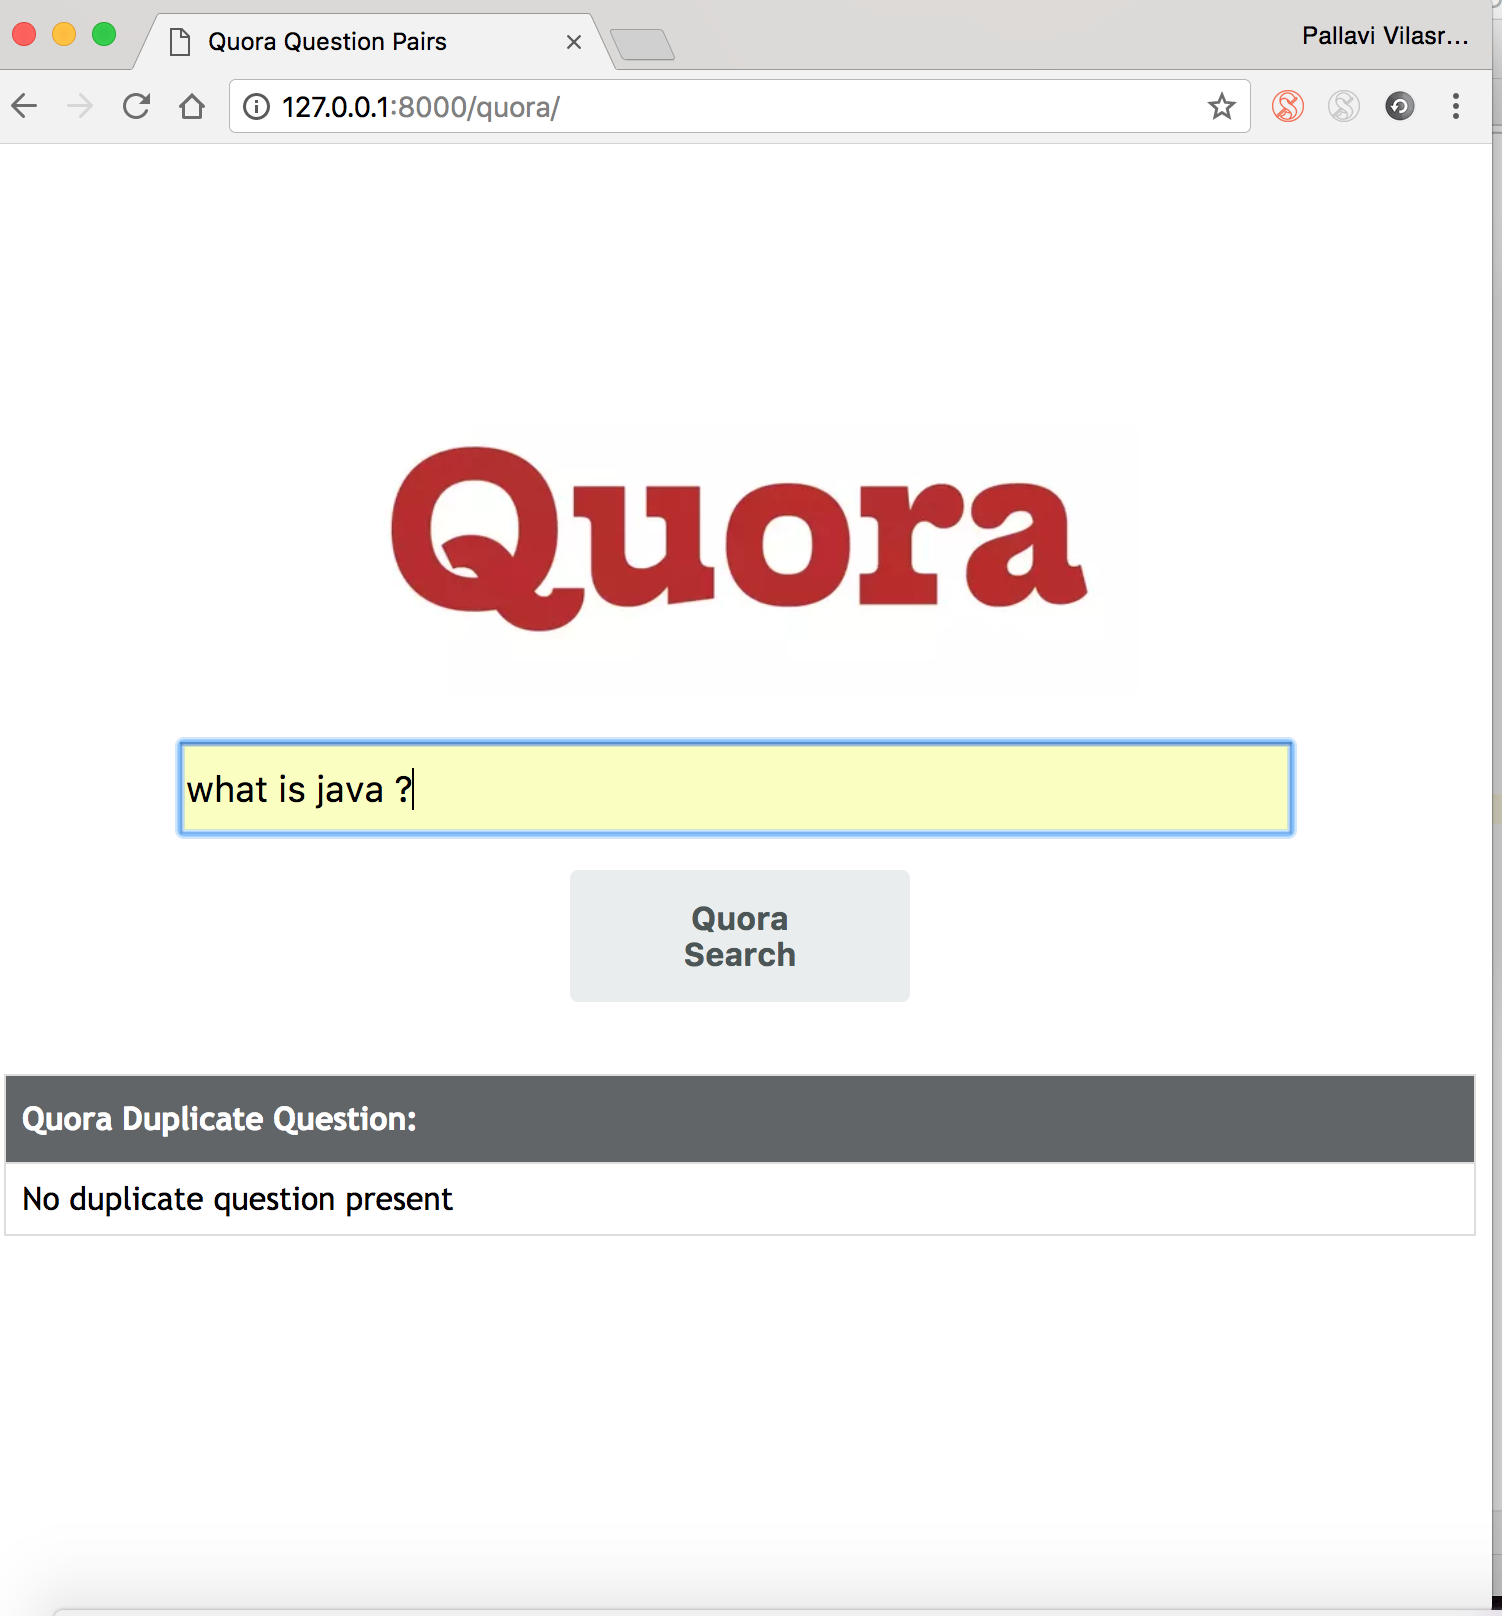 Quora Question Pairs
Pallavi Vilasr...
127.0.0.1:8000/quora/
Quora
what is java ?
Quora
Search
Quora Duplicate Question:
No duplicate question present